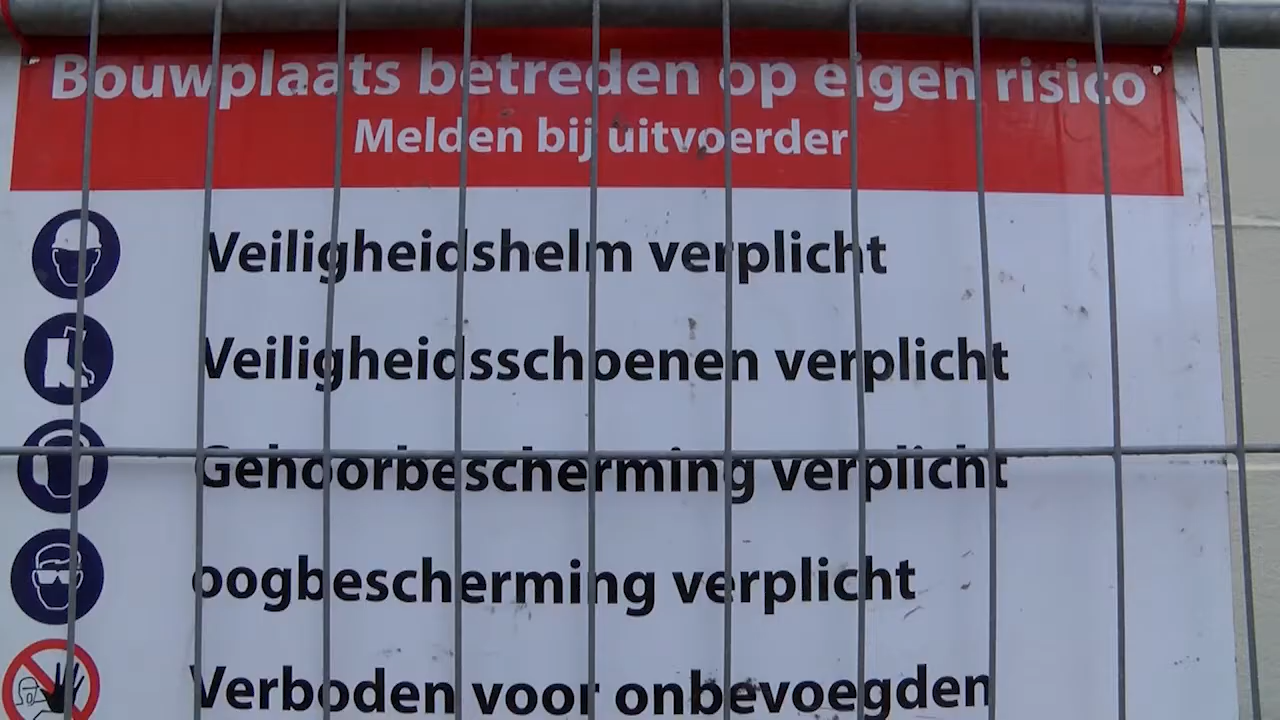 Bouwplaats betreden op eigen risico
Melden bij uitvoerder
Veiligheidshelm verplicht
Veiligheidsschoenen verplicht
Gehoorbescherming verplicht
oogbescherming verplicht
Verboden voor onbevoegden